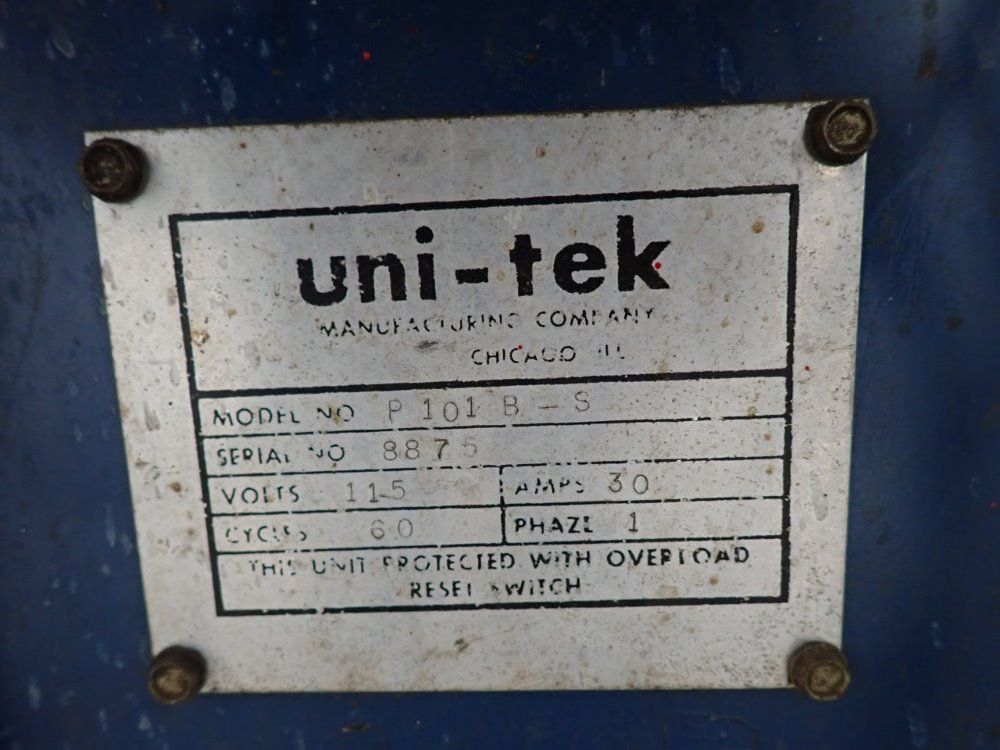 uni-tek
MANUFACTURING COMPANY
CHICAGO ILL
MODEL NO P101B-S
SERIAL NO 8875
VOLTS 115 AMPS 30
CYCLES 60 PHAZE 1
THIS UNIT PROTECTED WITH OVERLOAD
RESET SWITCH